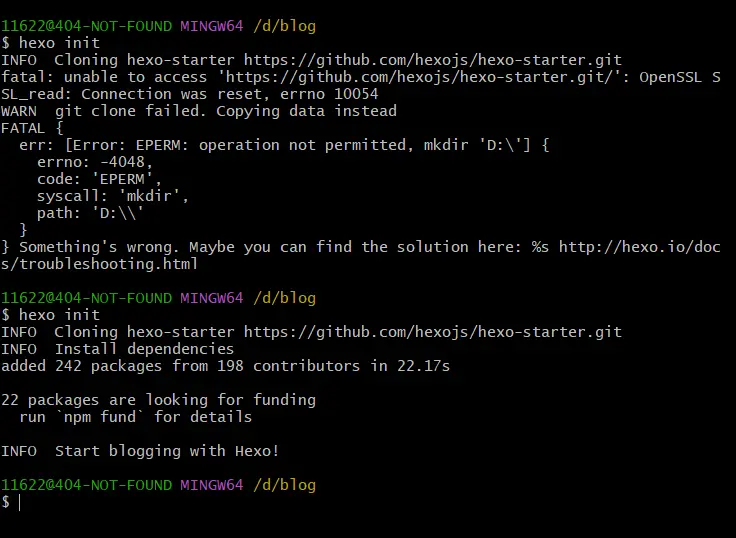 11622@404-NOT-FOUND MINGW64 /d/blog
$ hexo init
INFO  Cloning hexo-starter https://github.com/hexojs/hexo-starter.git
fatal: unable to access 'https://github.com/hexojs/hexo-starter.git/': OpenSSL S
SL_read: Connection was reset, errno 10054
WARN  git clone failed. Copying data instead
FATAL {
  err: [Error: EPERM: operation not permitted, mkdir 'D:\'] {
    errno: -4048,
    code: 'EPERM',
    syscall: 'mkdir',
    path: 'D:\\'
  }
} Something's wrong. Maybe you can find the solution here: %s http://hexo.io/doc
s/troubleshooting.html
11622@404-NOT-FOUND MINGW64 /d/blog
$ hexo init
INFO  Cloning hexo-starter https://github.com/hexojs/hexo-starter.git
INFO  Install dependencies
added 242 packages from 198 contributors in 22.17s
22 packages are looking for funding
  run `npm fund` for details
INFO  Start blogging with Hexo!
11622@404-NOT-FOUND MINGW64 /d/blog
$